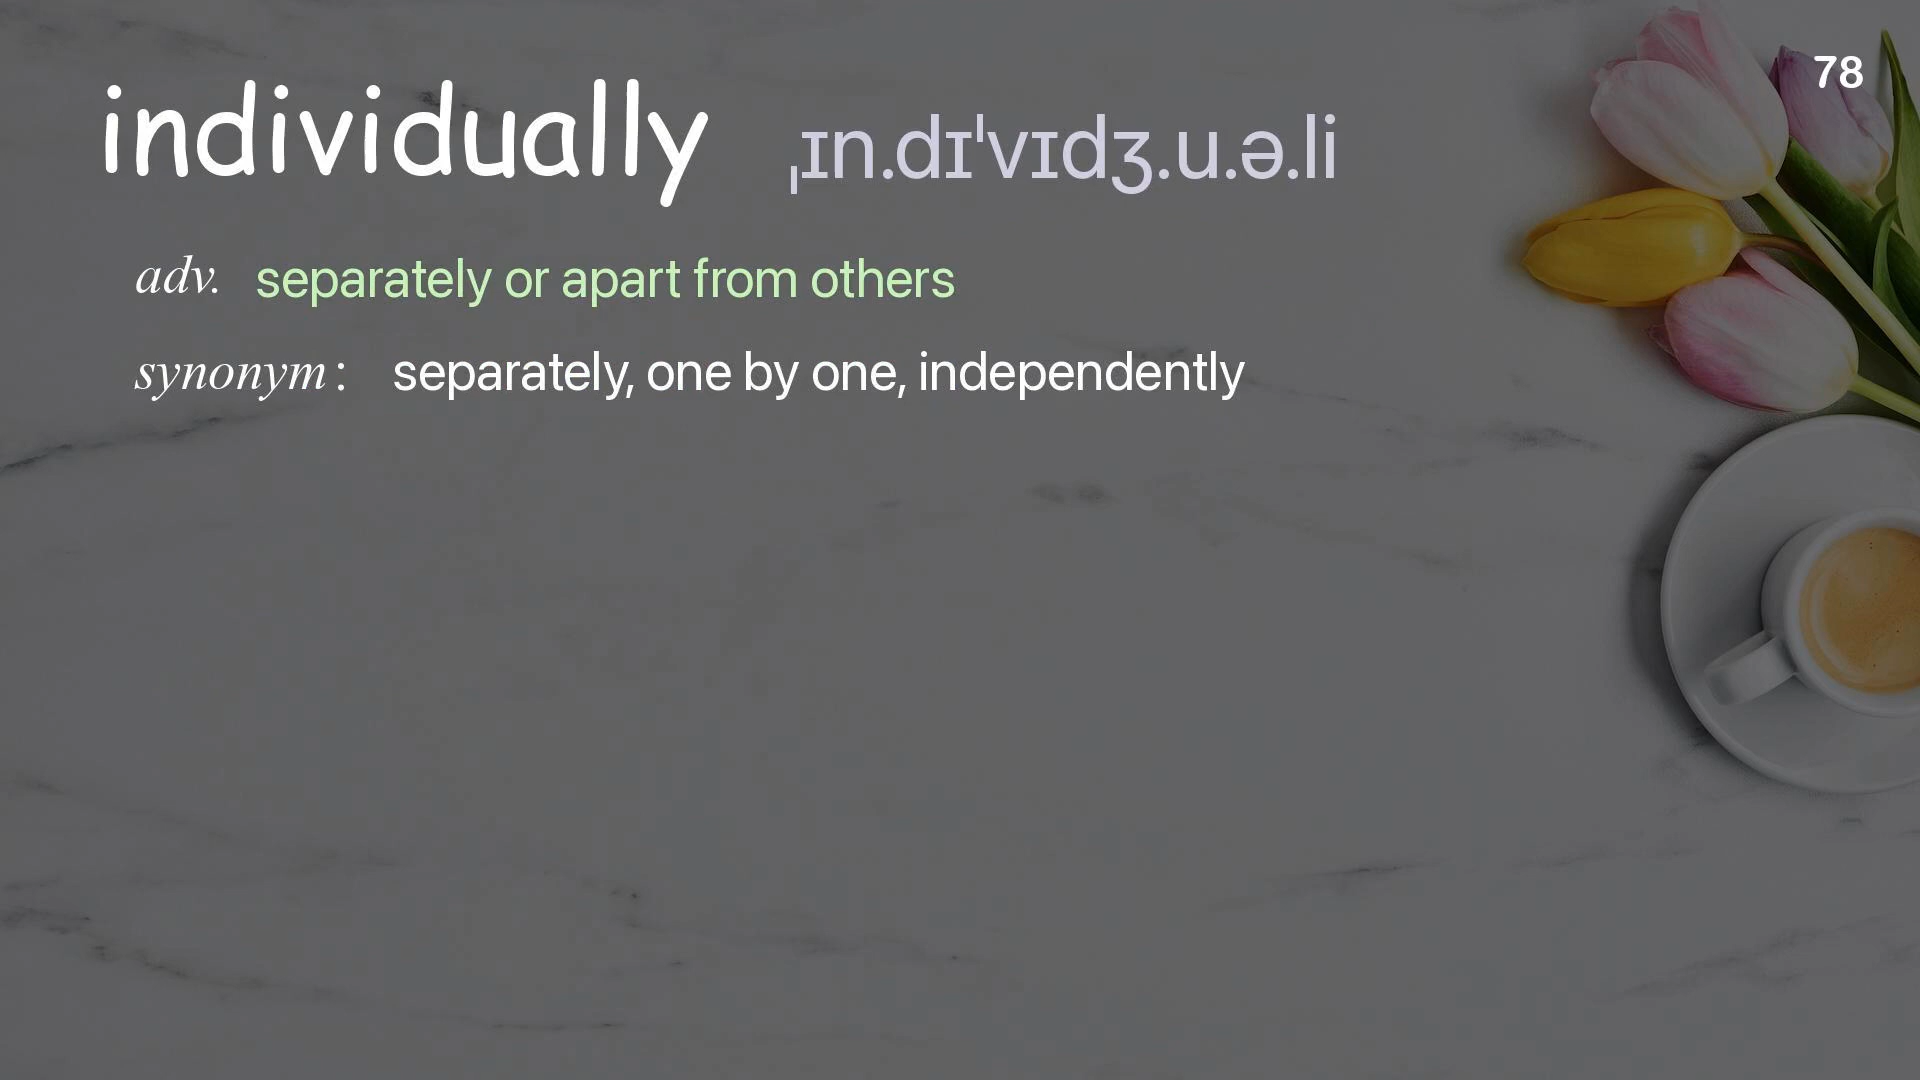 78
individually ˌɪn.dɪˈvɪdʒ.u.ə.li
adv. separately or apart from others
synonym : separately, one by one, independently